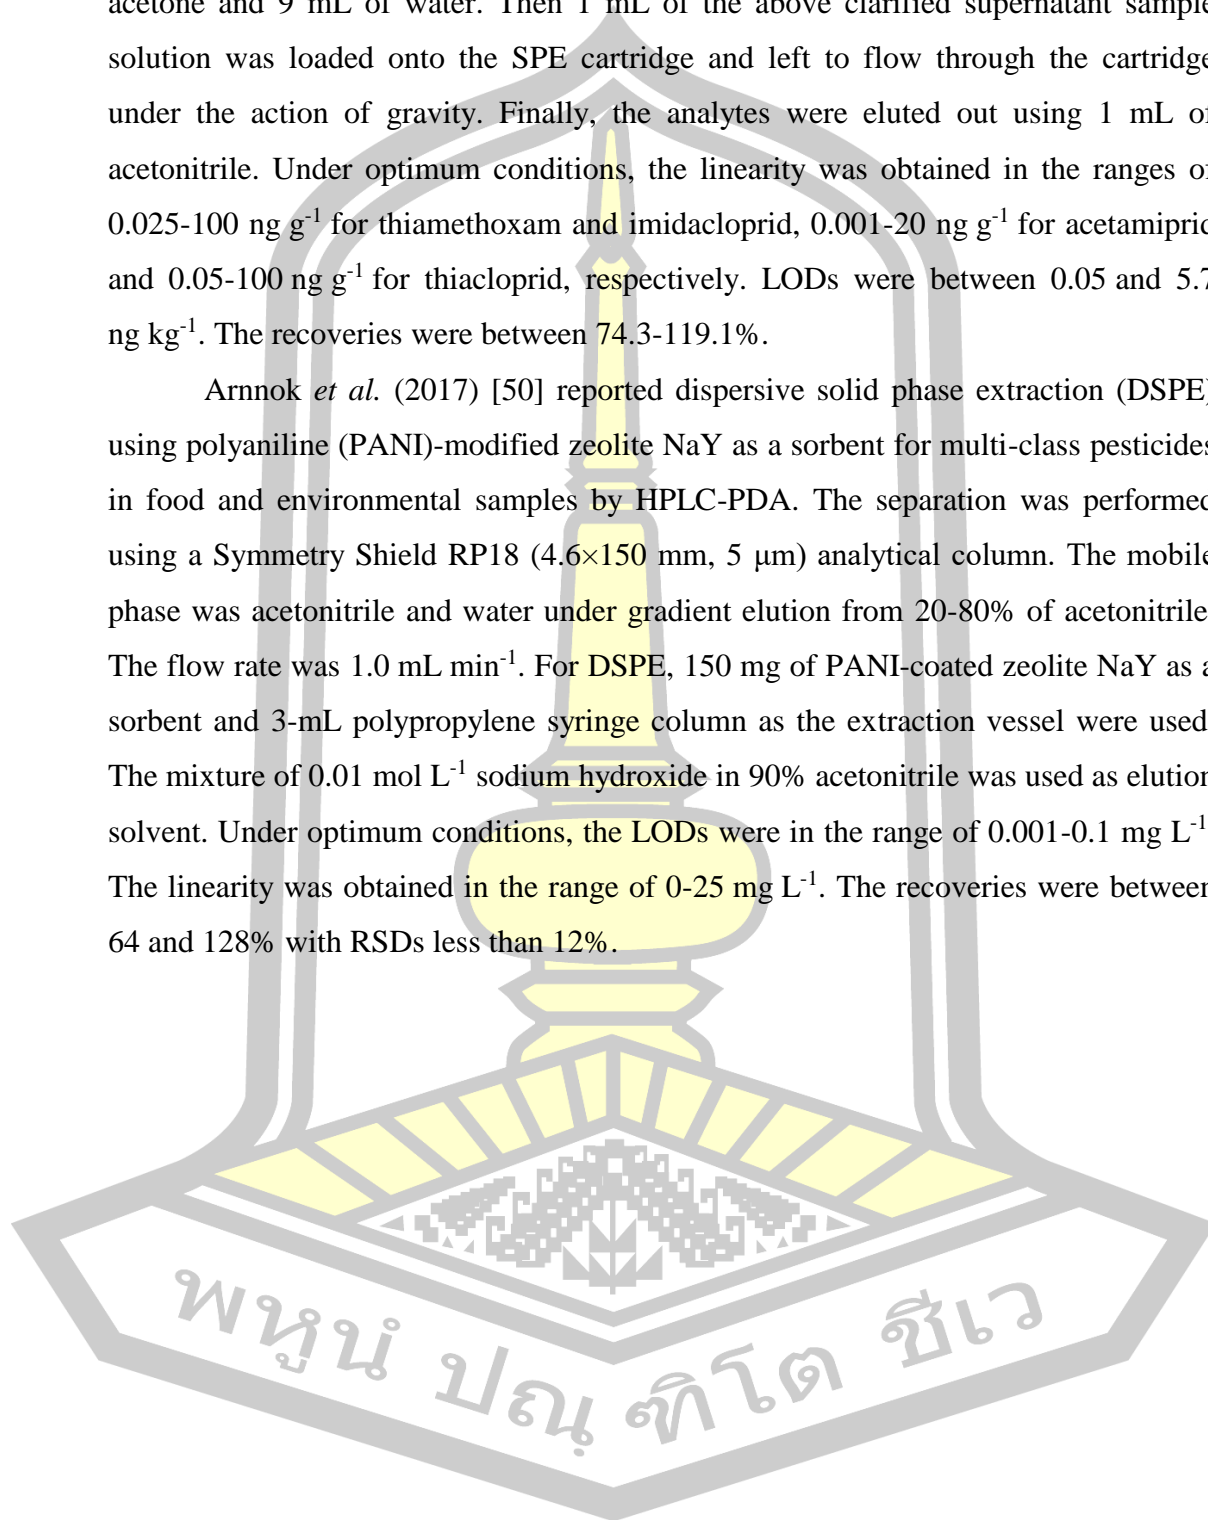 acetone and 9 mL of water. Then 1 mL of the above clarified supernatant sample
solution was loaded onto the SPE cartridge and left to flow through the cartridge
under the action of gravity. Finally, the analytes were eluted out using 1 mL of
acetonitrile. Under optimum conditions, the linearity was obtained in the ranges of
0.025-100 ng g⁻¹ for thiamethoxam and imidacloprid, 0.001-20 ng g⁻¹ for acetamiprid
and 0.05-100 ng g⁻¹ for thiacloprid, respectively. LODs were between 0.05 and 5.7
ng kg⁻¹. The recoveries were between 74.3-119.1%.
Arnnok et al. (2017) [50] reported dispersive solid phase extraction (DSPE)
using polyaniline (PANI)-modified zeolite NaY as a sorbent for multi-class pesticides
in food and environmental samples by HPLC-PDA. The separation was performed
using a Symmetry Shield RP18 (4.6×150 mm, 5 μm) analytical column. The mobile
phase was acetonitrile and water under gradient elution from 20-80% of acetonitrile
The flow rate was 1.0 mL min⁻¹. For DSPE, 150 mg of PANI-coated zeolite NaY as a
sorbent and 3-mL polypropylene syringe column as the extraction vessel were used
The mixture of 0.01 mol L⁻¹ sodium hydroxide in 90% acetonitrile was used as elution
solvent. Under optimum conditions, the LODs were in the range of 0.001-0.1 mg L⁻¹
The linearity was obtained in the range of 0-25 mg L⁻¹. The recoveries were between
64 and 128% with RSDs less than 12%.
พหูนํ ปณฺฑิโต ชีเว